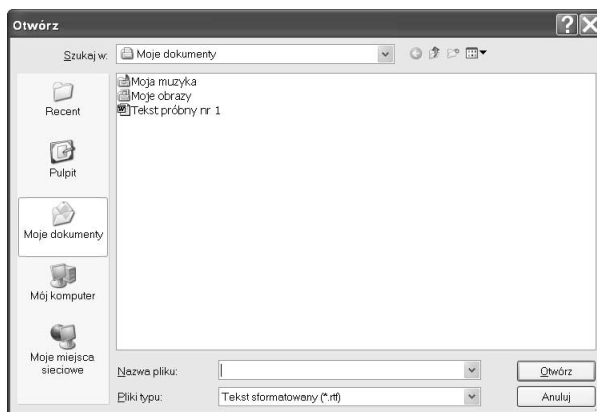 Otwórz
Szukaj w: Moje dokumenty
Moja muzyka
Moje obrazy
Tekst próbny nr 1
Recent
Pulpit
Moje dokumenty
Mój komputer
Moje miejsca
sieciowe
Nazwa pliku: Otwórz
Pliki typu: Tekst sformatowany (*.rtf) Anuluj